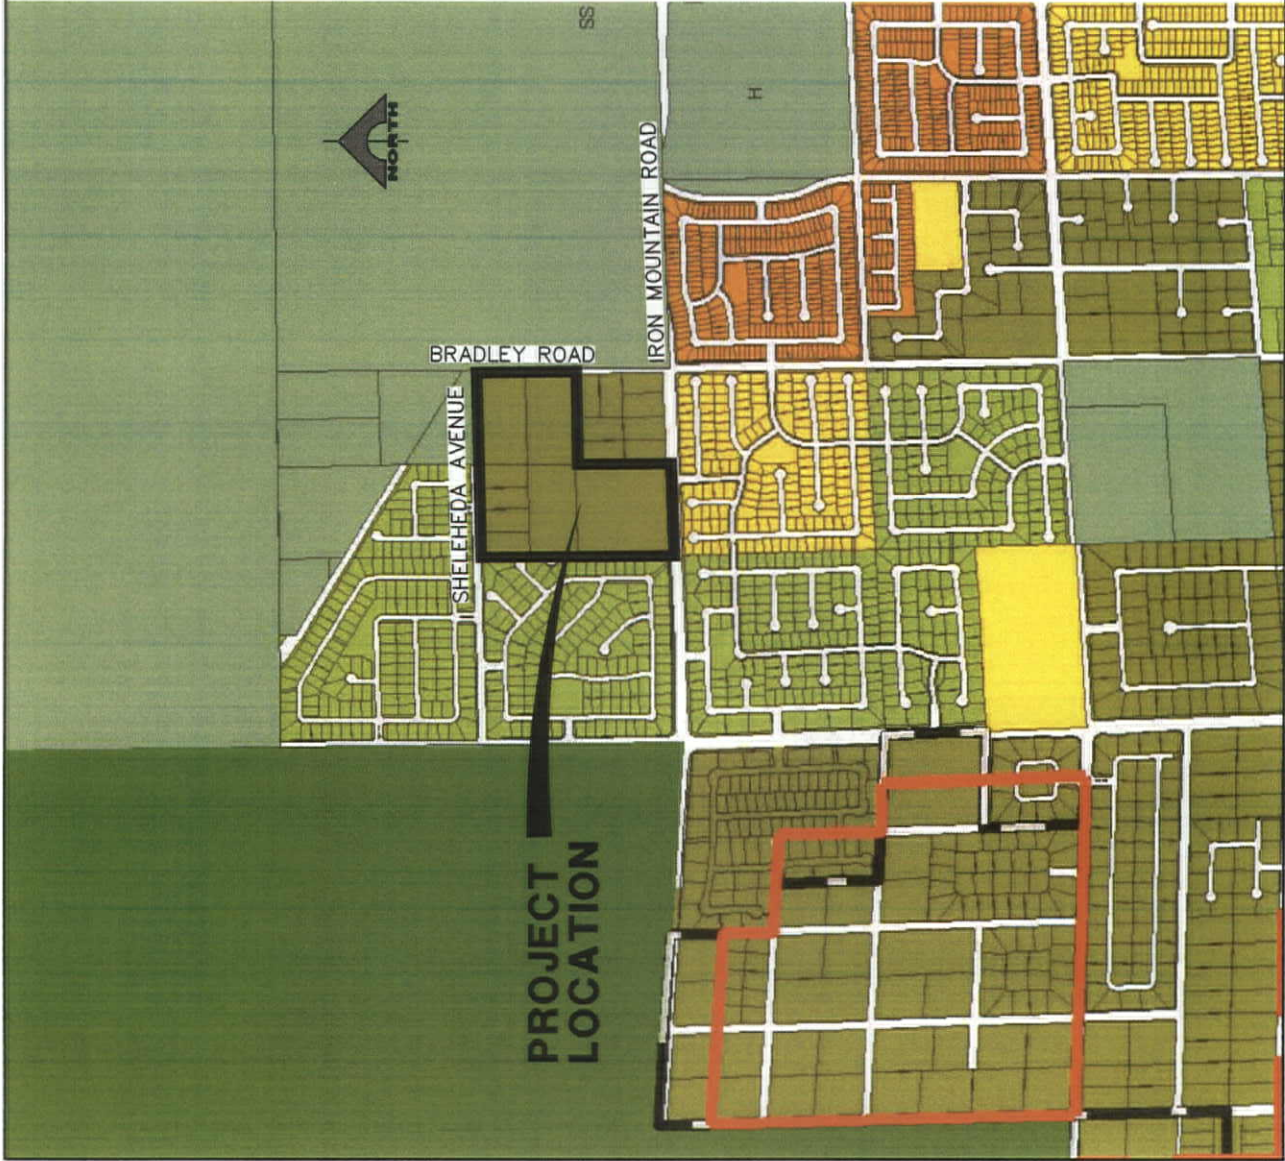 SS
H
NORTH
IRON MOUNTAIN ROAD
BRADLEY ROAD
SHELEHEDA AVENUE
PROJECT
LOCATION